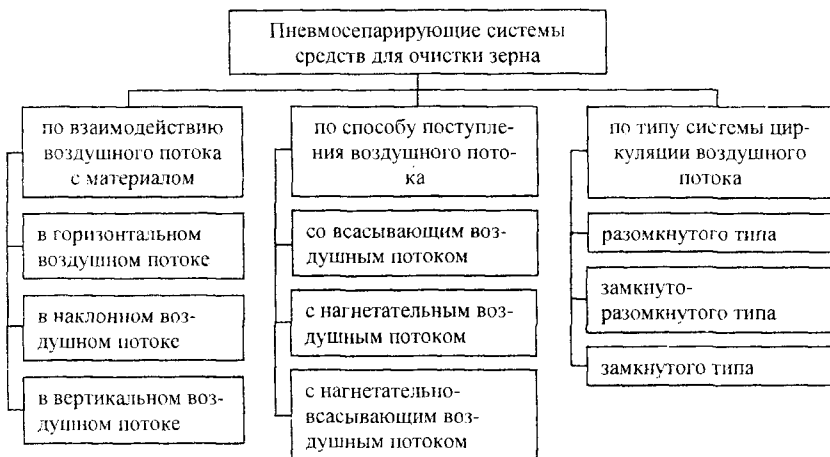 Пневмосепарирующие системы
средств для очистки зерна
по взаимодействию
воздушного потока
с материалом
в горизонтальном
воздушном потоке
в наклонном воз-
душном потоке
в вертикальном воз-
душном потоке
по способу поступле-
ния воздушного пото-
ка
со всасывающим воз-
душным потоком
с нагнетательным воз-
душным потоком
с нагнетательно-
всасывающим воз-
душным потоком
по типу системы цир-
куляции воздушного
потока
разомкнутого типа
замкнуто-
разомкнутого типа
замкнутого типа